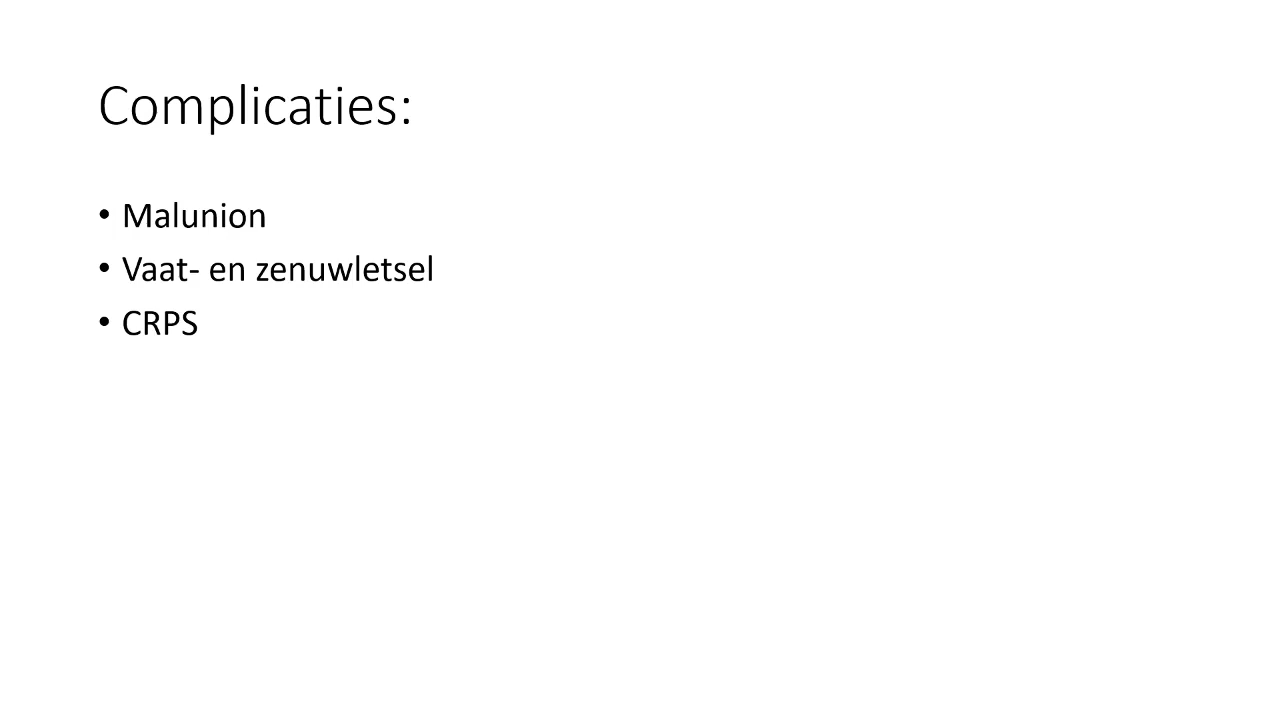 Complicaties:
• Malunion
• Vaat- en zenuwletsel
• CRPS